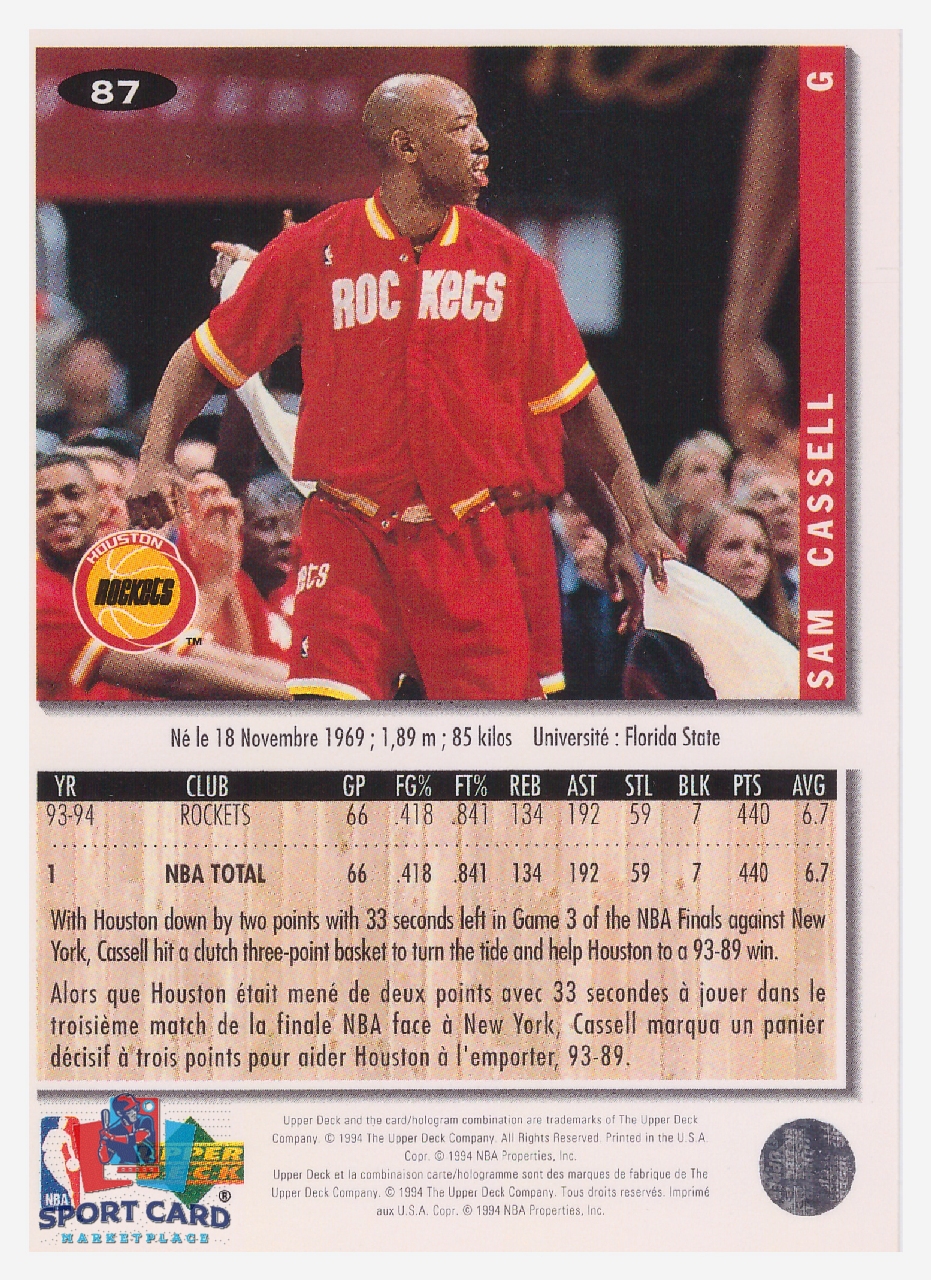 87
G
SAM CASSELL
ROCKETS
ets
HOUSTON
ROCKETS
TM
Né le 18 Novembre 1969 ; 1,89 m ; 85 kilos Université : Florida State
YR CLUB GP FG% FT% REB AST STL BLK PTS AVG
93-94 ROCKETS 66 .418 .841 134 192 59 7 440 6.7
1 NBA TOTAL 66 .418 .841 134 192 59 7 440 6.7
With Houston down by two points with 33 seconds left in Game 3 of the NBA Finals against New
York, Cassell hit a clutch three-point basket to turn the tide and help Houston to a 93-89 win.
Alors que Houston était mené de deux points avec 33 secondes à jouer dans le
troisième match de la finale NBA face à New York, Cassell marqua un panier
décisif à trois points pour aider Houston à l'emporter, 93-89.
Upper Deck and the card/hologram combination are trademarks of The Upper Deck
Company. © 1994 The Upper Deck Company. All Rights Reserved. Printed in the U.S.A.
Copr. © 1994 NBA Properties, Inc.
Upper Deck et la combinaison carte/hologramme sont des marques de fabrique de The
Upper Deck Company. © 1994 The Upper Deck Company. Tous droits reservés. Imprimé
aux U.S.A. Copr. © 1994 NBA Properties, Inc.
UPPER
DECK
®
NBA
SPORT CARD
MARKETPLACE